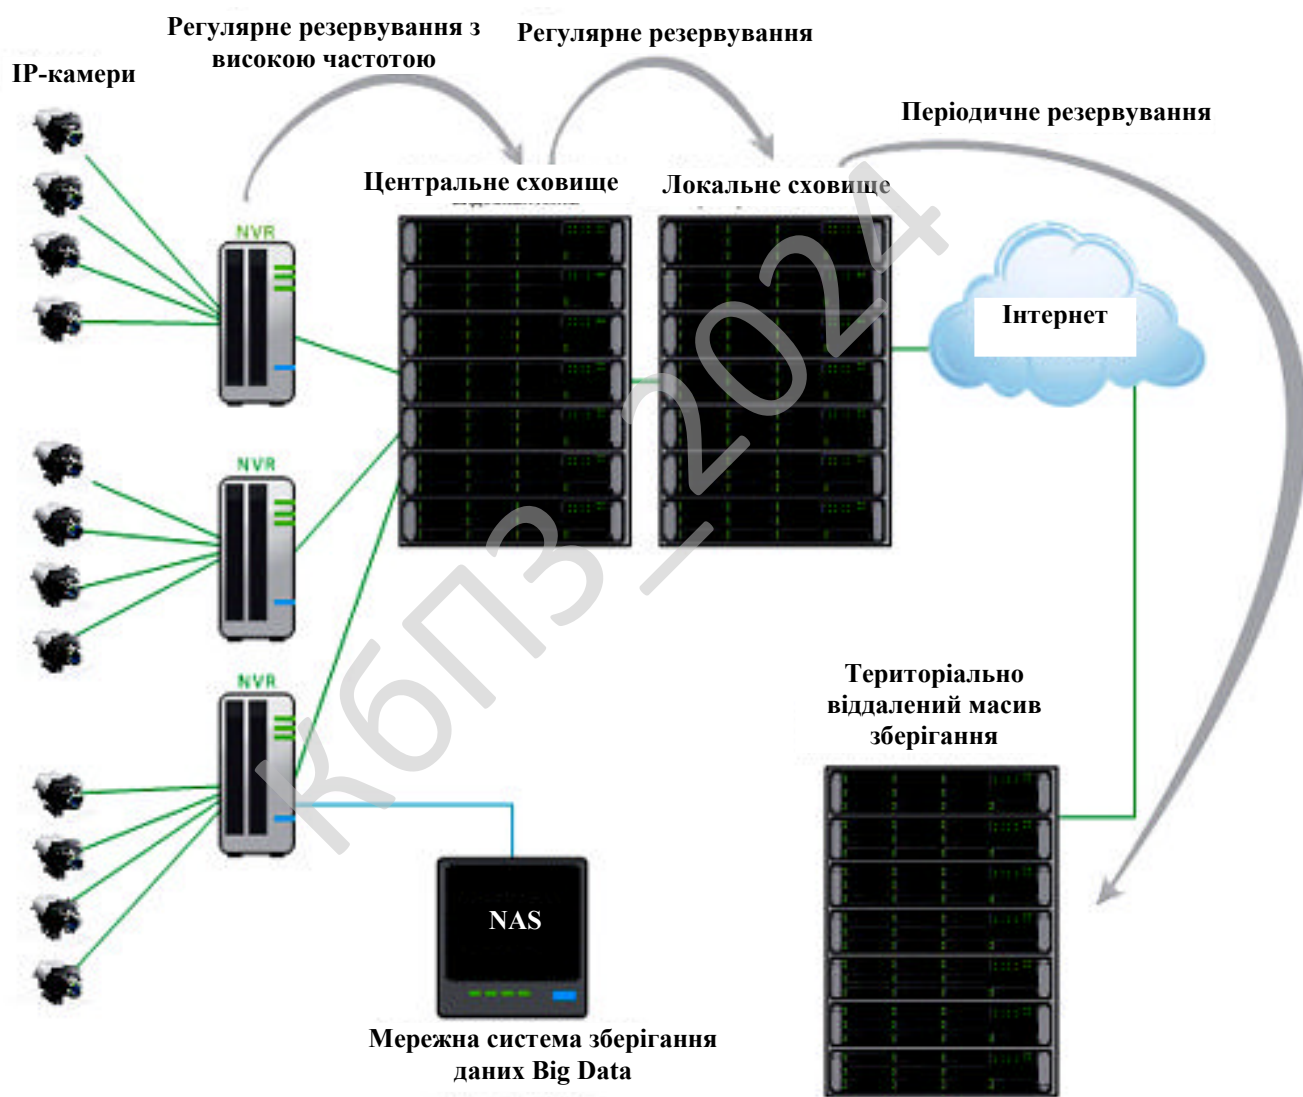 Регулярне резервування з
високою частотою
Регулярне резервування
IP-камери
Періодичне резервування
Центральне сховище
Локальне сховище
NVR
Інтернет
NVR
NVR
Територіально
віддалений масив
зберігання
NAS
Мережна система зберігання
даних Big Data
КбПЗ_2024